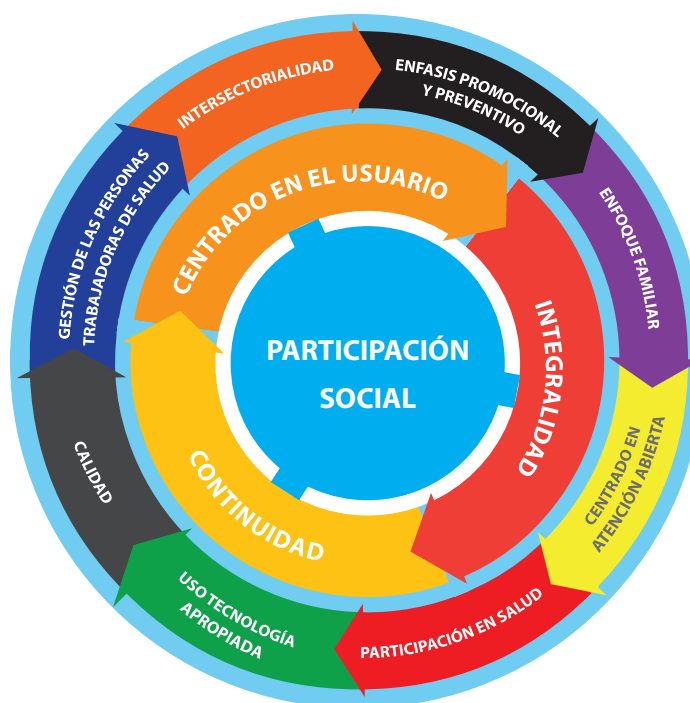 INTERSECTORIALIDAD
ENFASIS PROMOCIONAL
Y PREVENTIVO
ENFOQUE FAMILIAR
CENTRADO EN
ATENCIÓN ABIERTA
PARTICIPACIÓN EN SALUD
USO TECNOLOGÍA
APROPIADA
CALIDAD
GESTIÓN DE LAS PERSONAS
TRABAJADORAS DE SALUD
CENTRADO EN EL USUARIO
INTEGRALIDAD
CONTINUIDAD
PARTICIPACIÓN
SOCIAL